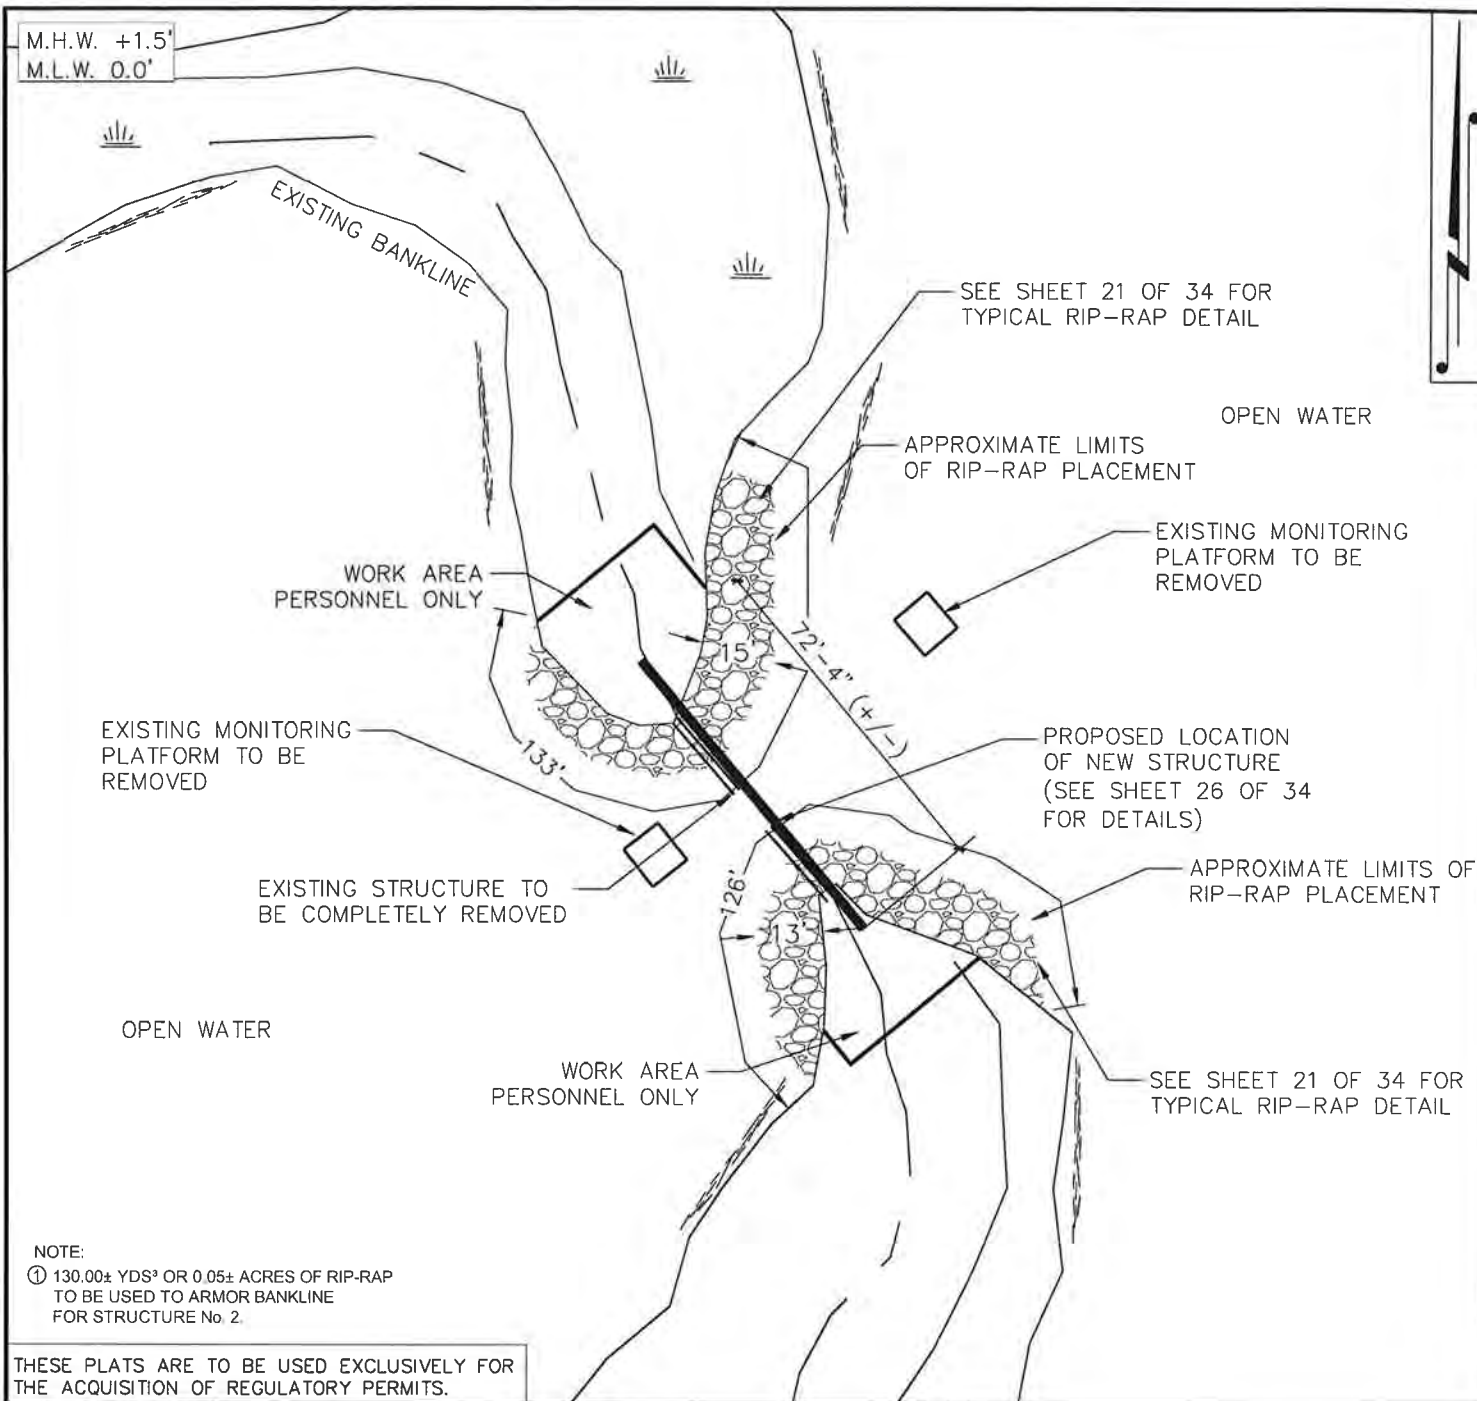 M.H.W. +1.5'
M.L.W. 0.0'
EXISTING BANKLINE
SEE SHEET 21 OF 34 FOR
TYPICAL RIP-RAP DETAIL
OPEN WATER
APPROXIMATE LIMITS
OF RIP-RAP PLACEMENT
EXISTING MONITORING
PLATFORM TO BE
REMOVED
WORK AREA
PERSONNEL ONLY
15'
72'-4" (+/-)
EXISTING MONITORING
PLATFORM TO BE
REMOVED
133'
PROPOSED LOCATION
OF NEW STRUCTURE
(SEE SHEET 26 OF 34
FOR DETAILS)
EXISTING STRUCTURE TO
BE COMPLETELY REMOVED
126'
13'
APPROXIMATE LIMITS OF
RIP-RAP PLACEMENT
OPEN WATER
WORK AREA
PERSONNEL ONLY
SEE SHEET 21 OF 34 FOR
TYPICAL RIP-RAP DETAIL
NOTE:
① 130.00± YDS³ OR 0.05± ACRES OF RIP-RAP
TO BE USED TO ARMOR BANKLINE
FOR STRUCTURE No. 2.
THESE PLATS ARE TO BE USED EXCLUSIVELY FOR
THE ACQUISITION OF REGULATORY PERMITS.